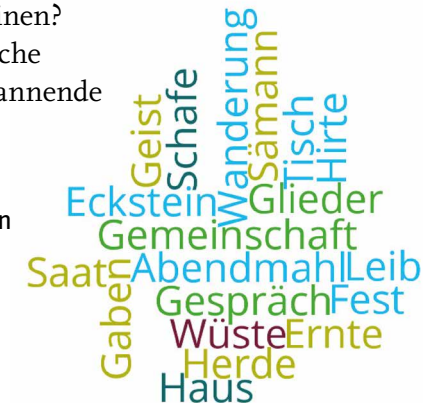 inen?
che
annende
n
Geist
Schafe
Wanderung
Sämann
Tisch
Hirte
Eckstein
Glieder
Gemeinschaft
Saat
Abendmahl
Leib
Gaben
Gespräch
Fest
Wüste
Ernte
Herde
Haus